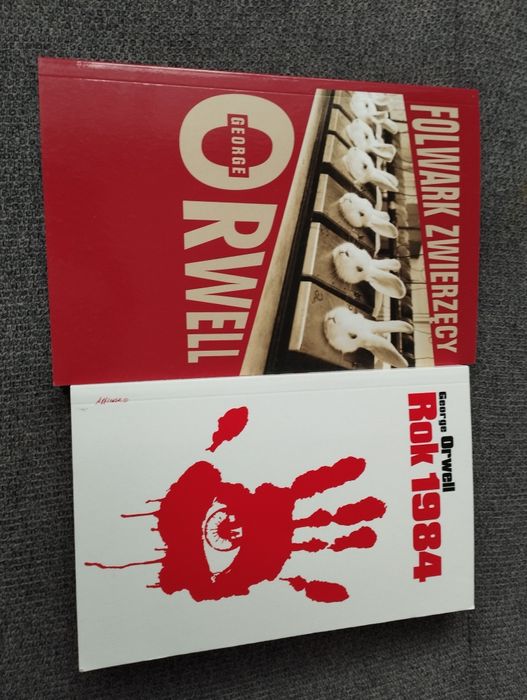 FOLWARK ZWIERZĘCY
GEORGE
ORWELL
George Orwell
Rok 1984